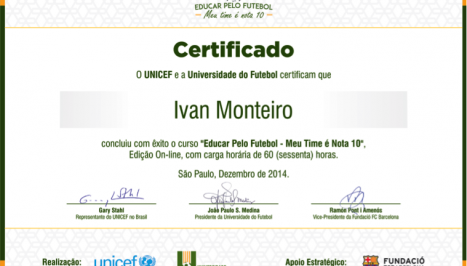 EDUCAR PELO FUTEBOL
Meu time é nota 10
Certificado
O UNICEF e a Universidade do Futebol certificam que
Ivan Monteiro
concluiu com êxito o curso "Educar Pelo Futebol - Meu Time é Nota 10",
Edição On-line, com carga horária de 60 (sessenta) horas.
São Paulo, Dezembro de 2014.
Gary Stahl
Representante do UNICEF no Brasil
João Paulo S. Medina
Presidente da Universidade do Futebol
Ramón Pont i Amenós
Vice-Presidente da Fundação FC Barcelona
Realização:
unicef
Apoio Estratégico:
FUNDACIÓ